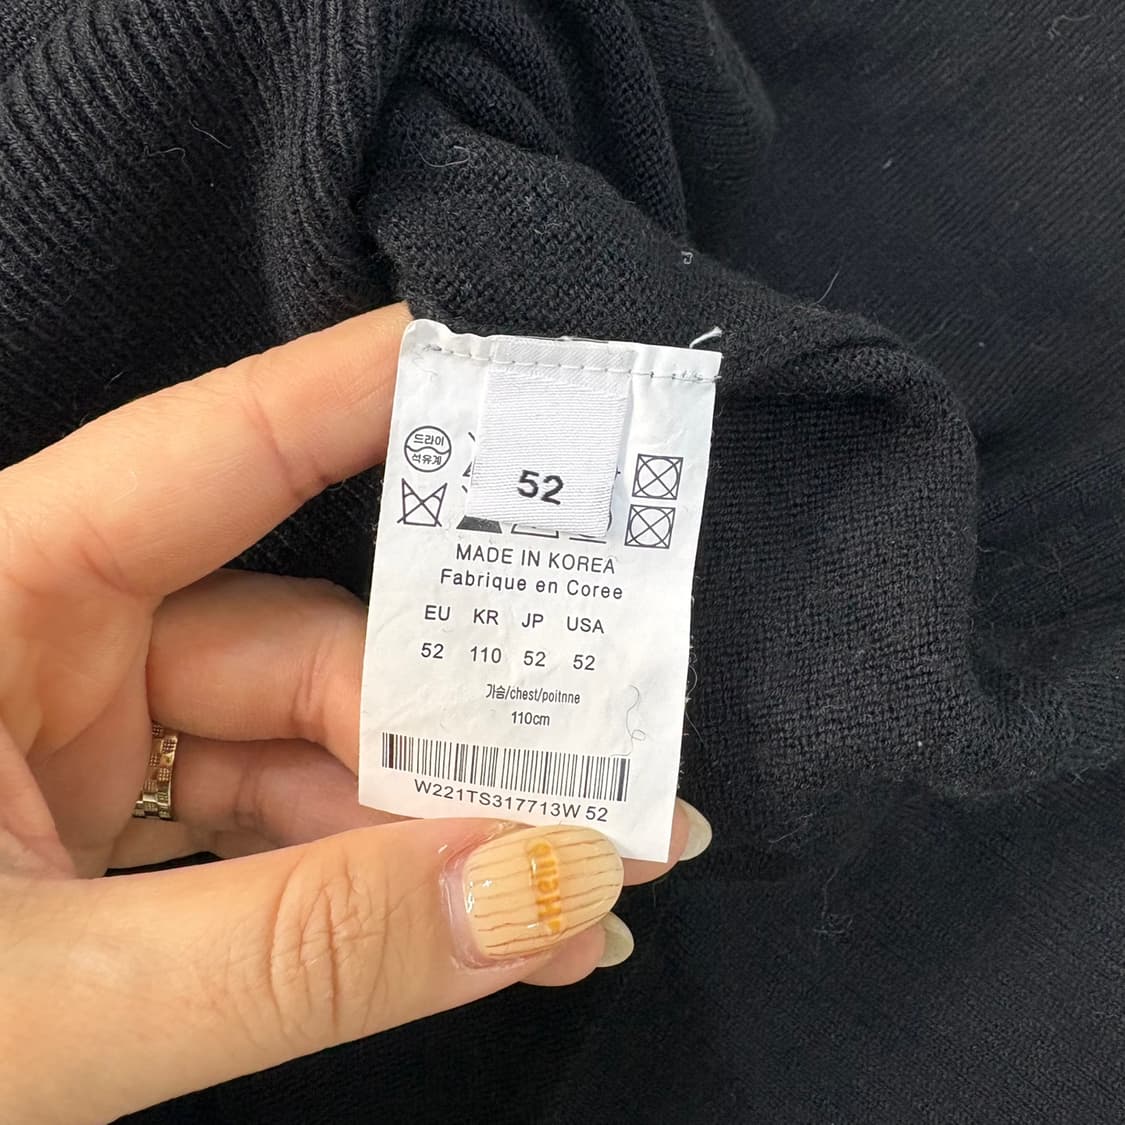 52
드라이
석유계
MADE IN KOREA
Fabrique en Coree
EU KR JP USA
52 110 52 52
가슴/chest/poitnne
110cm
W221TS317713W 52